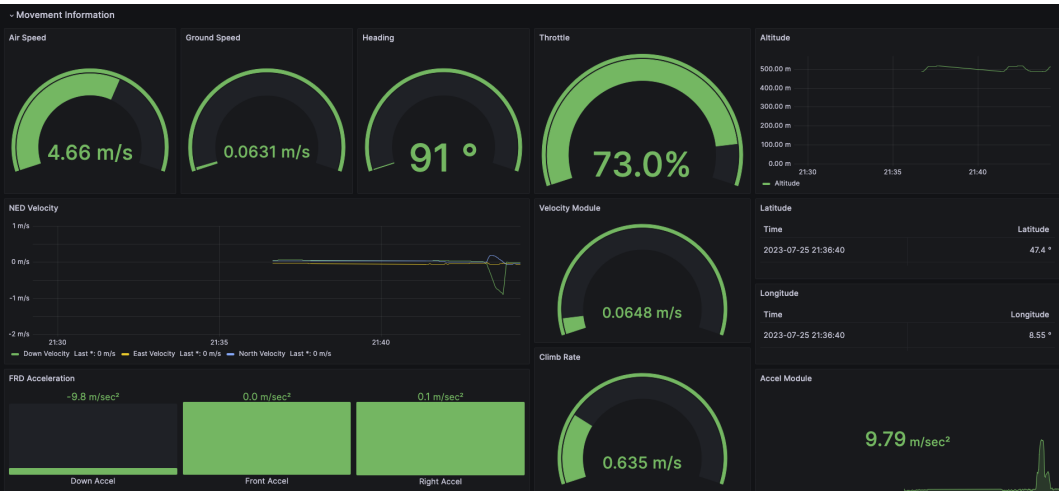 Movement Information
Air Speed
4.66 m/s
Ground Speed
0.0631 m/s
Heading
91 °
Throttle
73.0%
Altitude
500.00 m
400.00 m
300.00 m
200.00 m
100.00 m
0.00 m
21:30 21:35 21:40
Altitude
NED Velocity
1 m/s
0 m/s
-1 m/s
-2 m/s
21:30 21:35 21:40
Down Velocity Last *: 0 m/s East Velocity Last *: 0 m/s North Velocity Last *: 0 m/s
Velocity Module
0.0648 m/s
Latitude
Time Latitude
2023-07-25 21:36:40 47.4 °
Longitude
Time Longitude
2023-07-25 21:36:40 8.55 °
FRD Acceleration
-9.8 m/sec² 0.0 m/sec² 0.1 m/sec²
Down Accel Front Accel Right Accel
Climb Rate
0.635 m/s
Accel Module
9.79 m/sec²